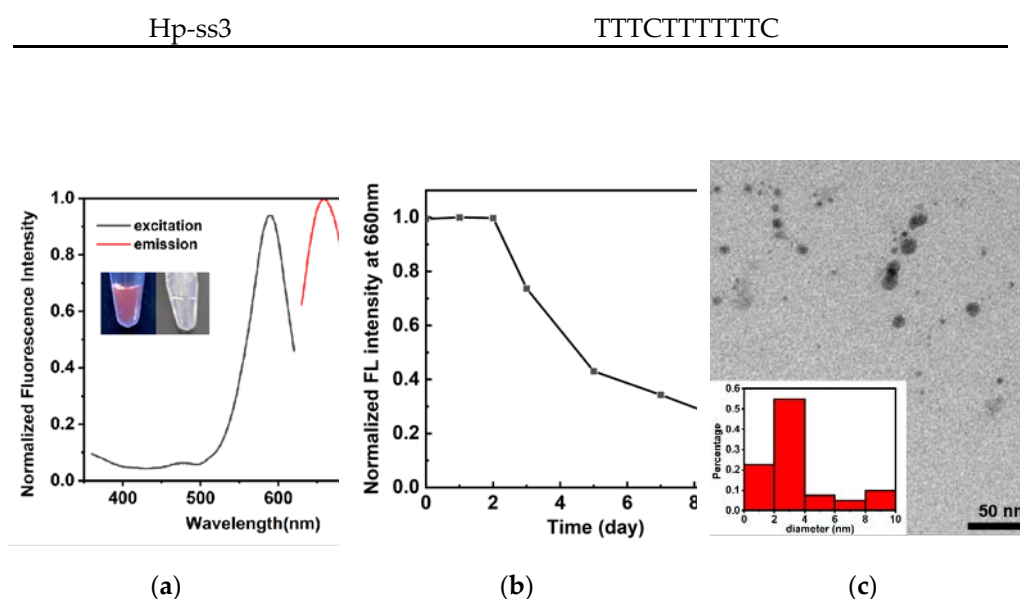 Hp-ss3 TTTCTTTTTTC
Normalized Fluorescence Intensity
1.0
0.8
0.6
0.4
0.2
0.0
excitation
emission
400 500 600
Wavelength(nm)
(a)
Normalized FL intensity at 660nm
1.0
0.8
0.6
0.4
0.2
0.0
0 2 4 6 8
Time (day)
(b)
50 nm
Percentage
0.6
0.5
0.4
0.3
0.2
0.1
0.0
0 2 4 6 8 10
diameter (nm)
(c)